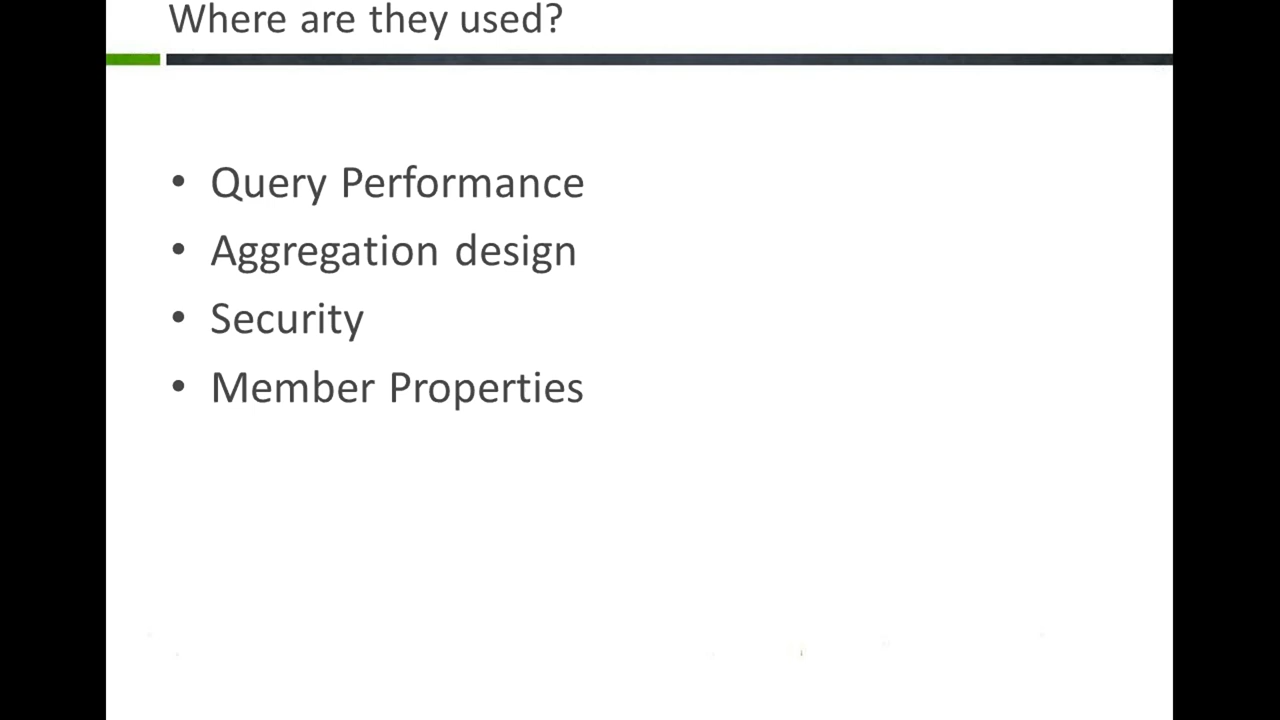 Where are they used?
• Query Performance
• Aggregation design
• Security
• Member Properties